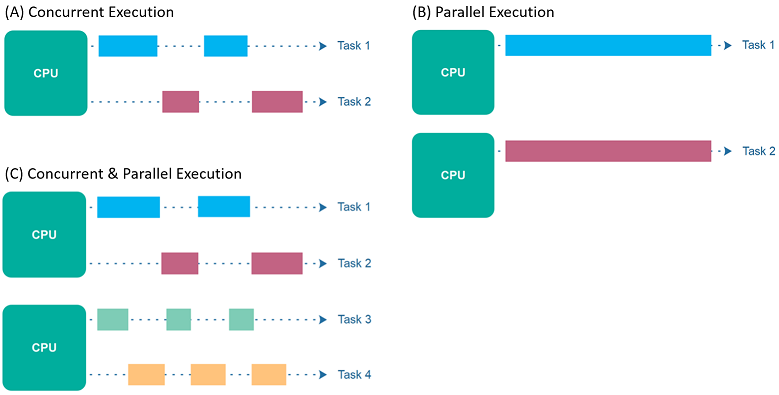 (A) Concurrent Execution
CPU
Task 1
Task 2
(B) Parallel Execution
CPU
Task 1
CPU
Task 2
(C) Concurrent & Parallel Execution
CPU
Task 1
Task 2
CPU
Task 3
Task 4